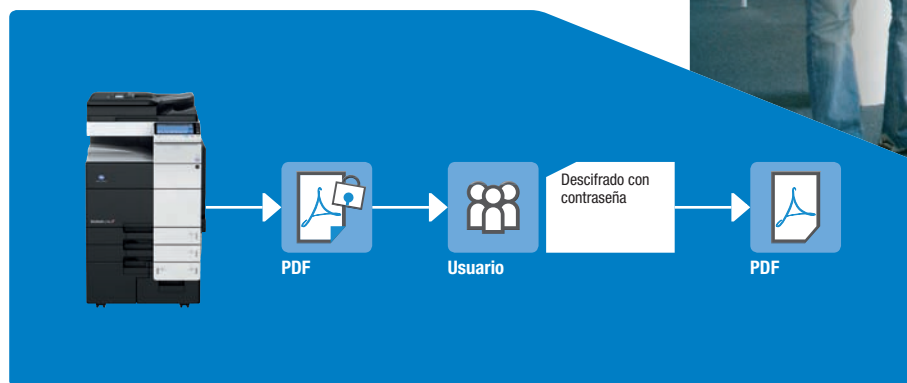 Descifrado con
contraseña
PDF
Usuario
PDF